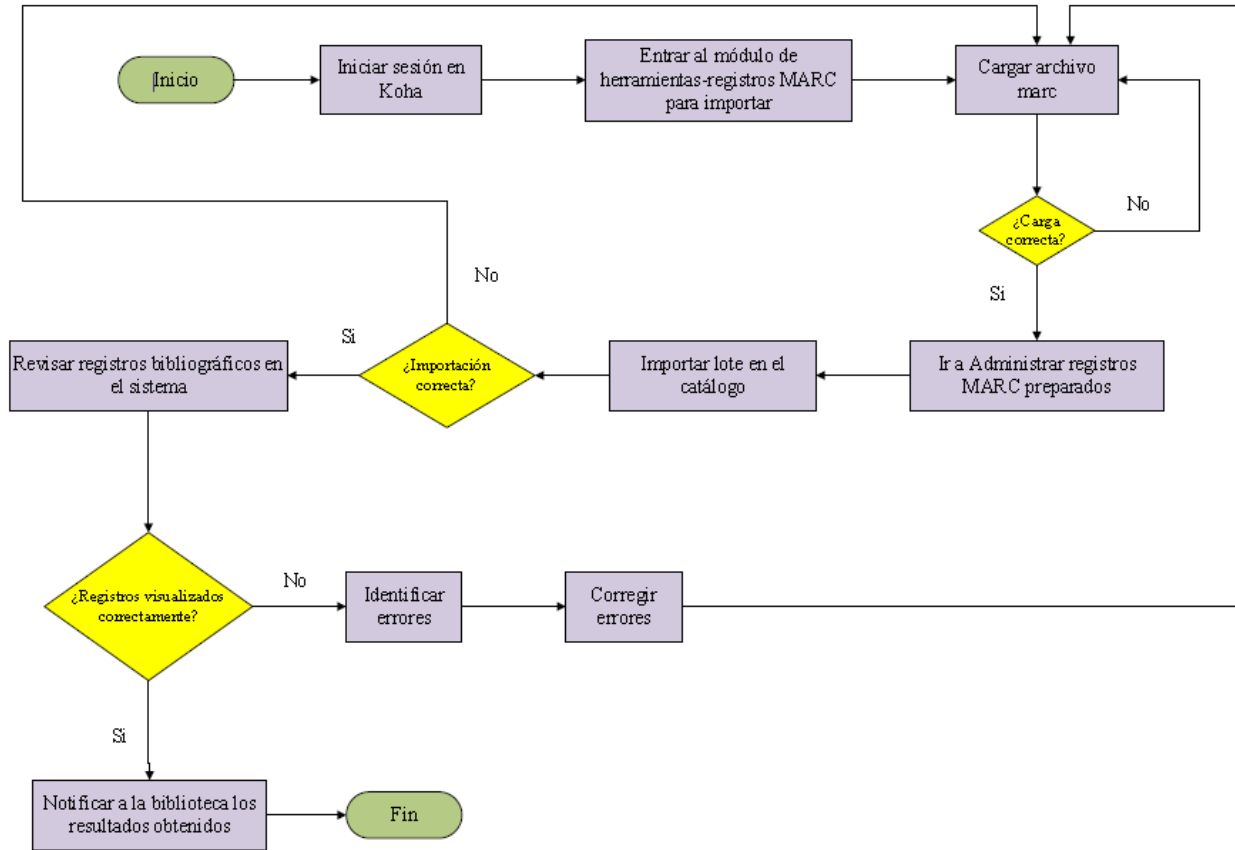 Inicio
Iniciar sesión en
Koha
Entrar al módulo de
herramientas-registros MARC
para importar
Cargar archivo
marc
¿Carga
correcta?
No
Si
Ir a Administrar registros
MARC preparados
Importar lote en el
catálogo
¿Importación
correcta?
No
Si
Revisar registros bibliográficos en
el sistema
¿Registros visualizados
correctamente?
No
Identificar
errores
Corregir
errores
Si
Notificar a la biblioteca los
resultados obtenidos
Fin